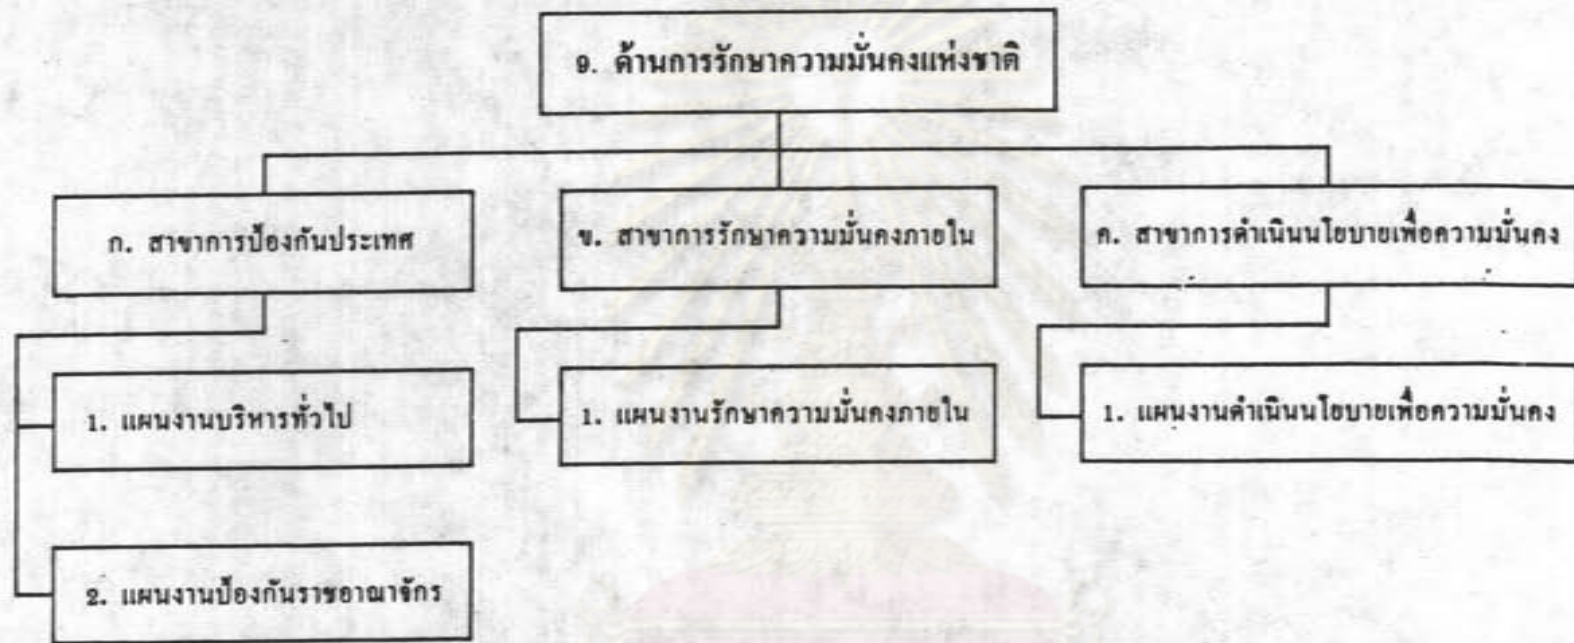 9. ด้านการรักษาความมั่นคงแห่งชาติ
ก. สาขาการป้องกันประเทศ
ข. สาขาการรักษาความมั่นคงภายใน
ค. สาขาการดำเนินนโยบายเพื่อความมั่นคง
1. แผนงานบริหารทั่วไป
1. แผนงานรักษาความมั่นคงภายใน
1. แผนงานดำเนินนโยบายเพื่อความมั่นคง
2. แผนงานป้องกันราชอาณาจักร